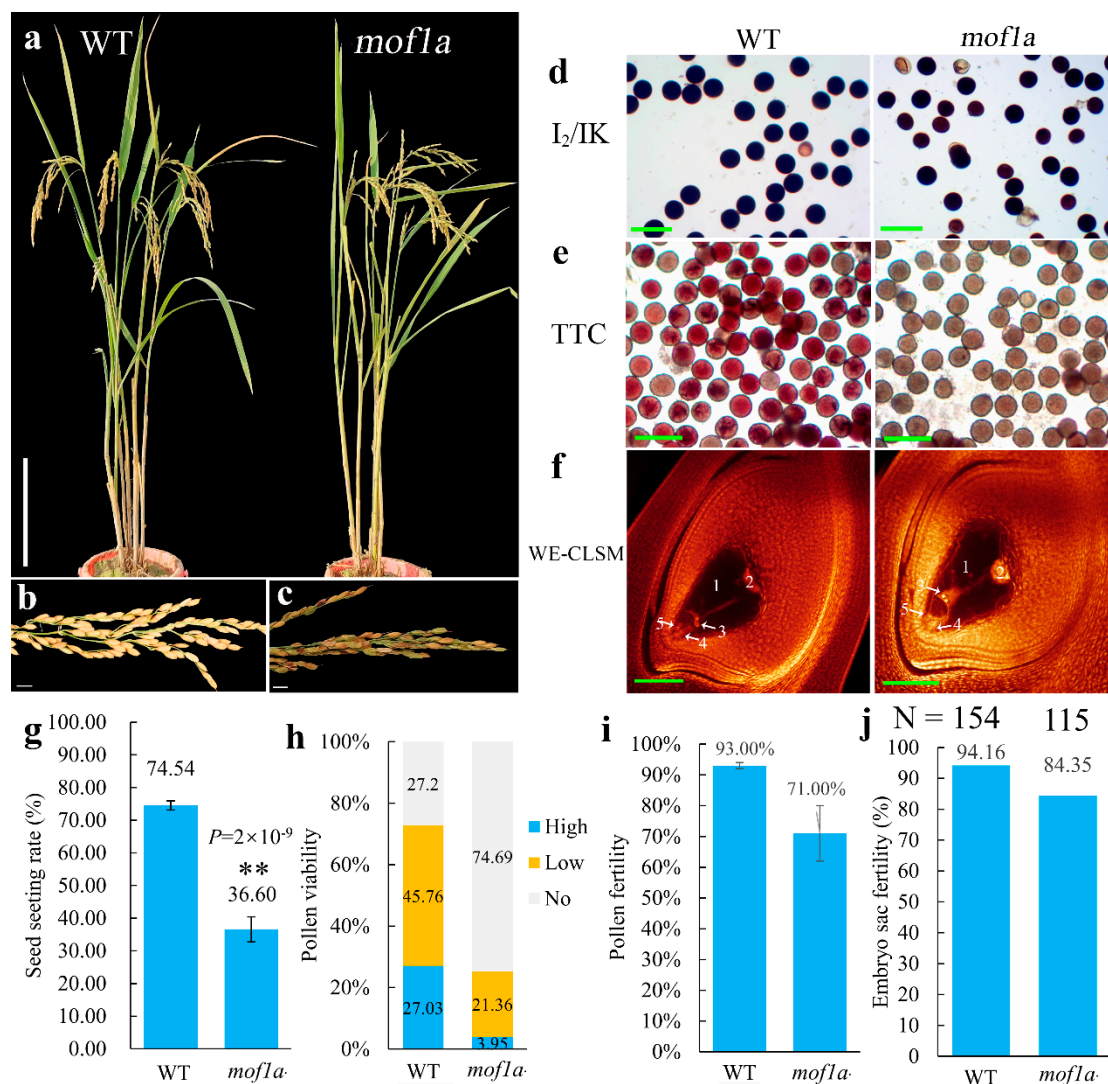 a
WT
mof1a
WT
mof1a
d
I₂/IK
e
TTC
f
WE-CLSM
1
2
3
4
5
1
2
3
4
5
b
c
g
Seed seeting rate (%)
100.00
90.00
80.00
70.00
60.00
50.00
40.00
30.00
20.00
10.00
0.00
74.54
P=2×10⁻⁹
**
36.60
WT
mof1a
h
Pollen viability
100%
80%
60%
40%
20%
0%
27.2
45.76
27.03
74.69
21.36
3.95
WT
mof1a
High
Low
No
i
Pollen fertility
100%
90%
80%
70%
60%
50%
40%
30%
20%
10%
0%
93.00%
71.00%
WT
mof1a
j
N = 154 115
Embryo sac fertility (%)
100
90
80
70
60
50
40
30
20
10
0
94.16
84.35
WT
mof1a